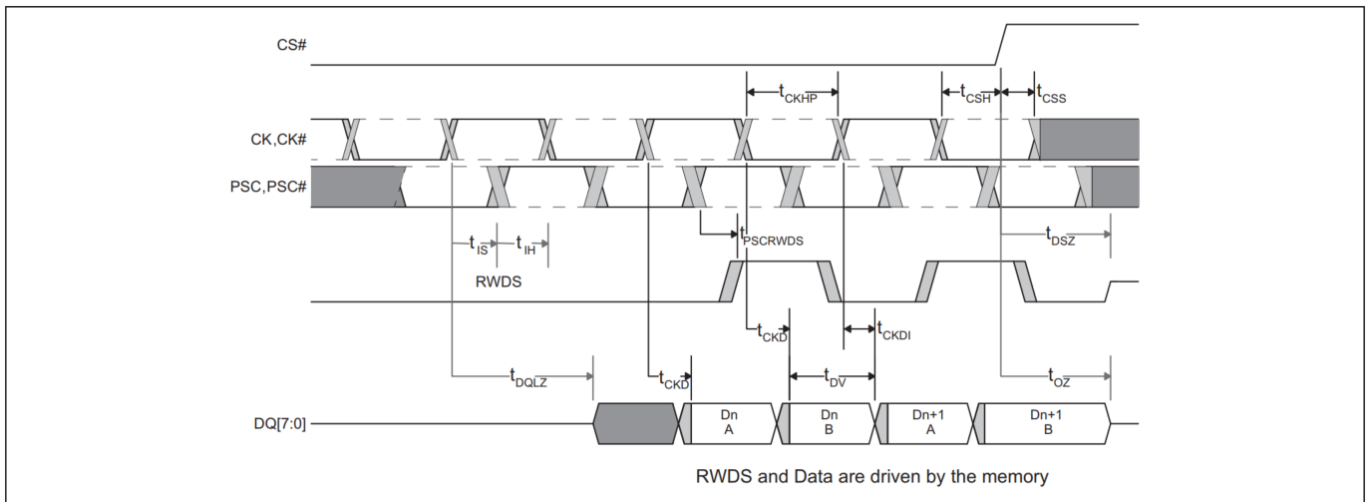 CS#
tCKHP
tCSH
tCSS
CK,CK#
PSC,PSC#
tPSCRWDS
tDSZ
tIS
tIH
RWDS
tCKD
tCKDI
tDQLZ
tCKD
tDV
tOZ
DQ[7:0]
Dn
A
Dn
B
Dn+1
A
Dn+1
B
RWDS and Data are driven by the memory